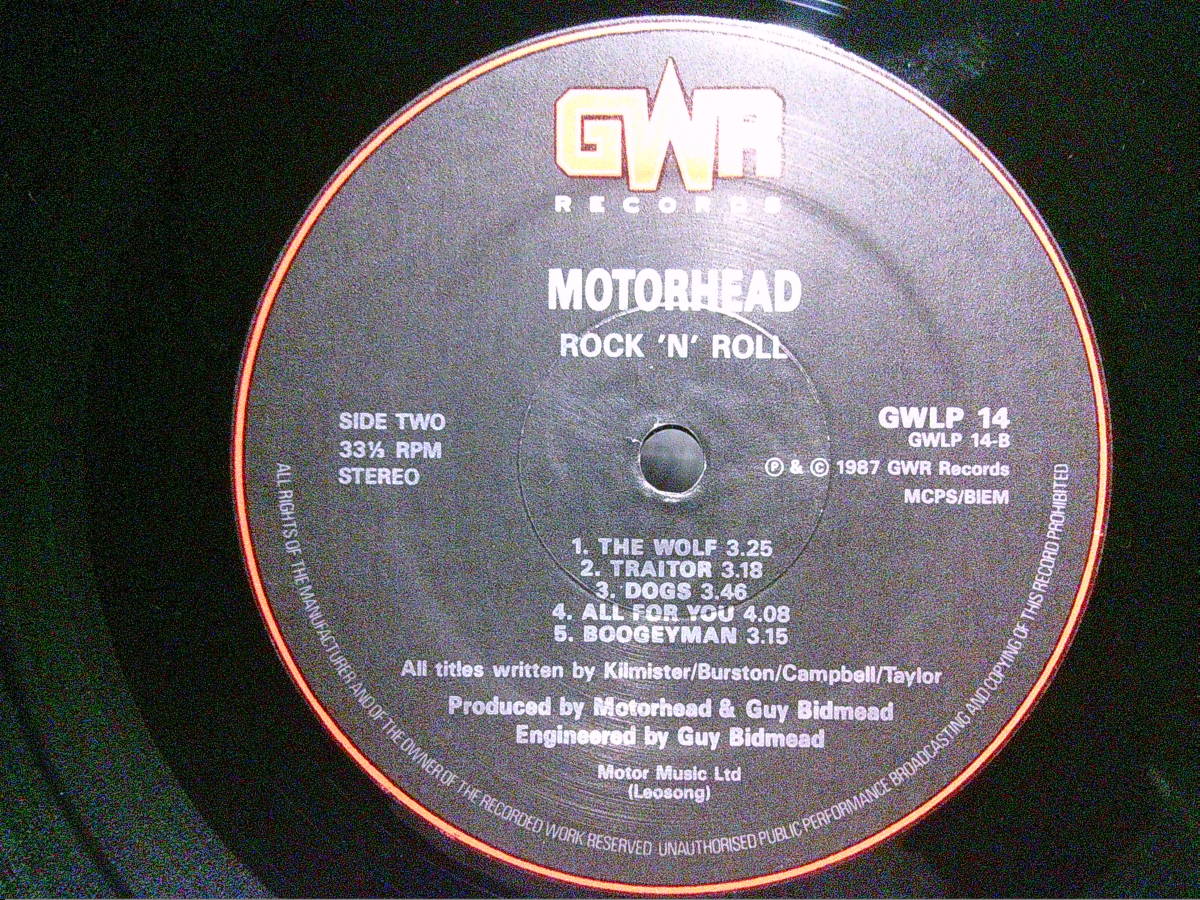 GWR
RECORDS
MOTORHEAD
ROCK 'N' ROLL
SIDE TWO
33⅓ RPM
STEREO
GWLP 14
GWLP 14-B
Ⓟ & © 1987 GWR Records
MCPS/BIEM
1. THE WOLF 3.25
2. TRAITOR 3.18
3. DOGS 3.46
4. ALL FOR YOU 4.08
5. BOOGEYMAN 3.15
All titles written by Kilmister/Burston/Campbell/Taylor
Produced by Motorhead & Guy Bidmead
Engineered by Guy Bidmead
Motor Music Ltd
(Leosong)
ALL RIGHTS OF THE MANUFACTURER AND OF THE OWNER OF THE RECORDED WORK RESERVED UNAUTHORISED PUBLIC PERFORMANCE BROADCASTING AND COPYING OF THIS RECORD PROHIBITED